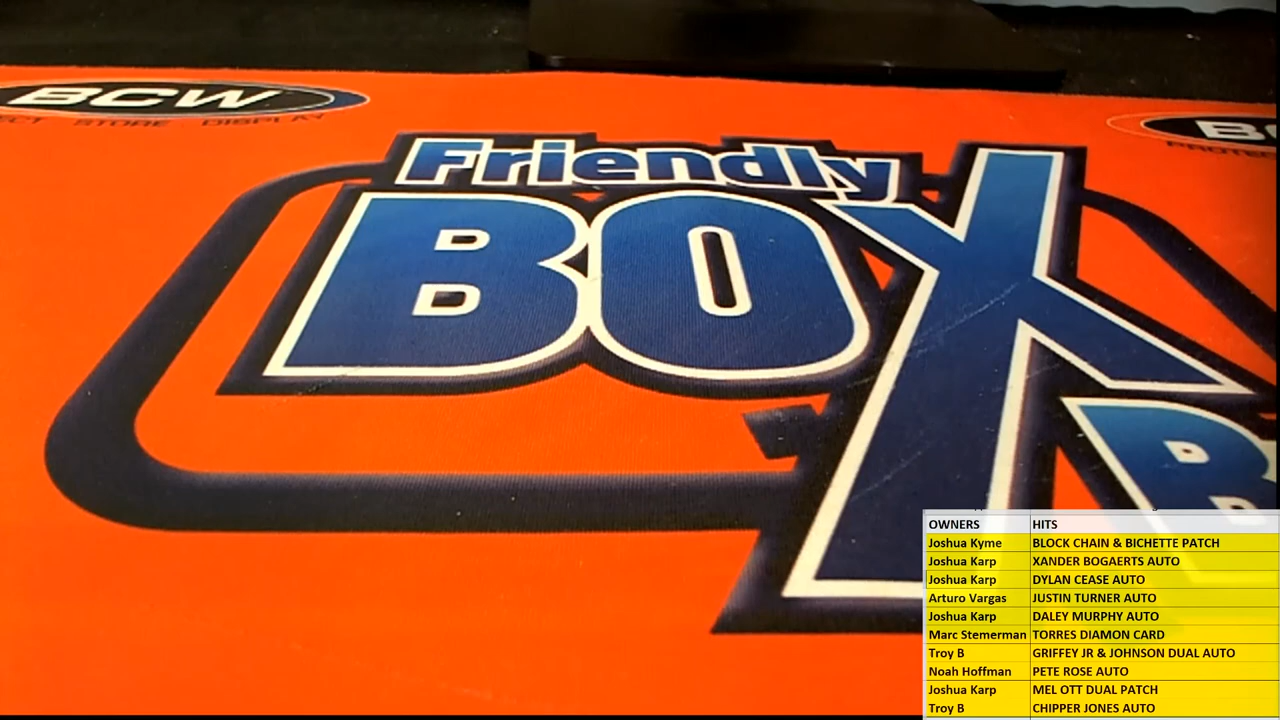 BCW
STORE DISPLAY
Friendly
BOX
OWNERS HITS
Joshua Kyme BLOCK CHAIN & BICHETTE PATCH
Joshua Karp XANDER BOGAERTS AUTO
Joshua Karp DYLAN CEASE AUTO
Arturo Vargas JUSTIN TURNER AUTO
Joshua Karp DALEY MURPHY AUTO
Marc Stemerman TORRES DIAMON CARD
Troy B GRIFFEY JR & JOHNSON DUAL AUTO
Noah Hoffman PETE ROSE AUTO
Joshua Karp MEL OTT DUAL PATCH
Troy B CHIPPER JONES AUTO